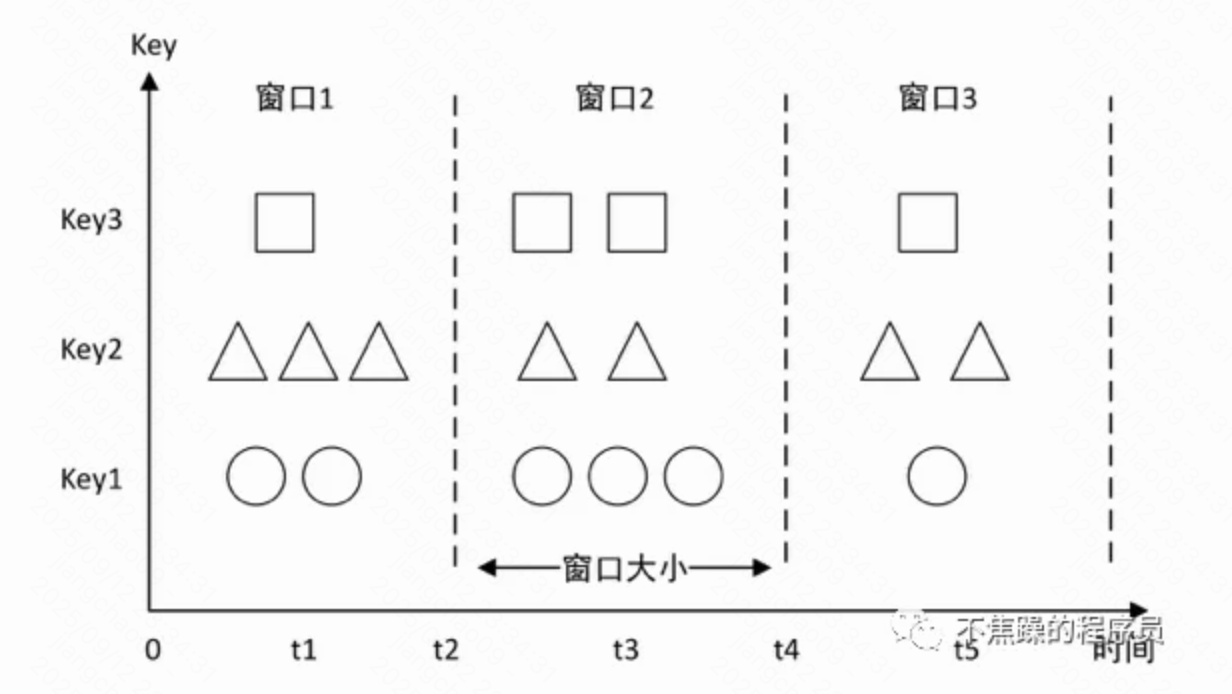 Key
窗口1 窗口2 窗口3
Key3
Key2
Key1
窗口大小
不焦躁的程序员
0 t1 t2 t3 t4 t5 时间